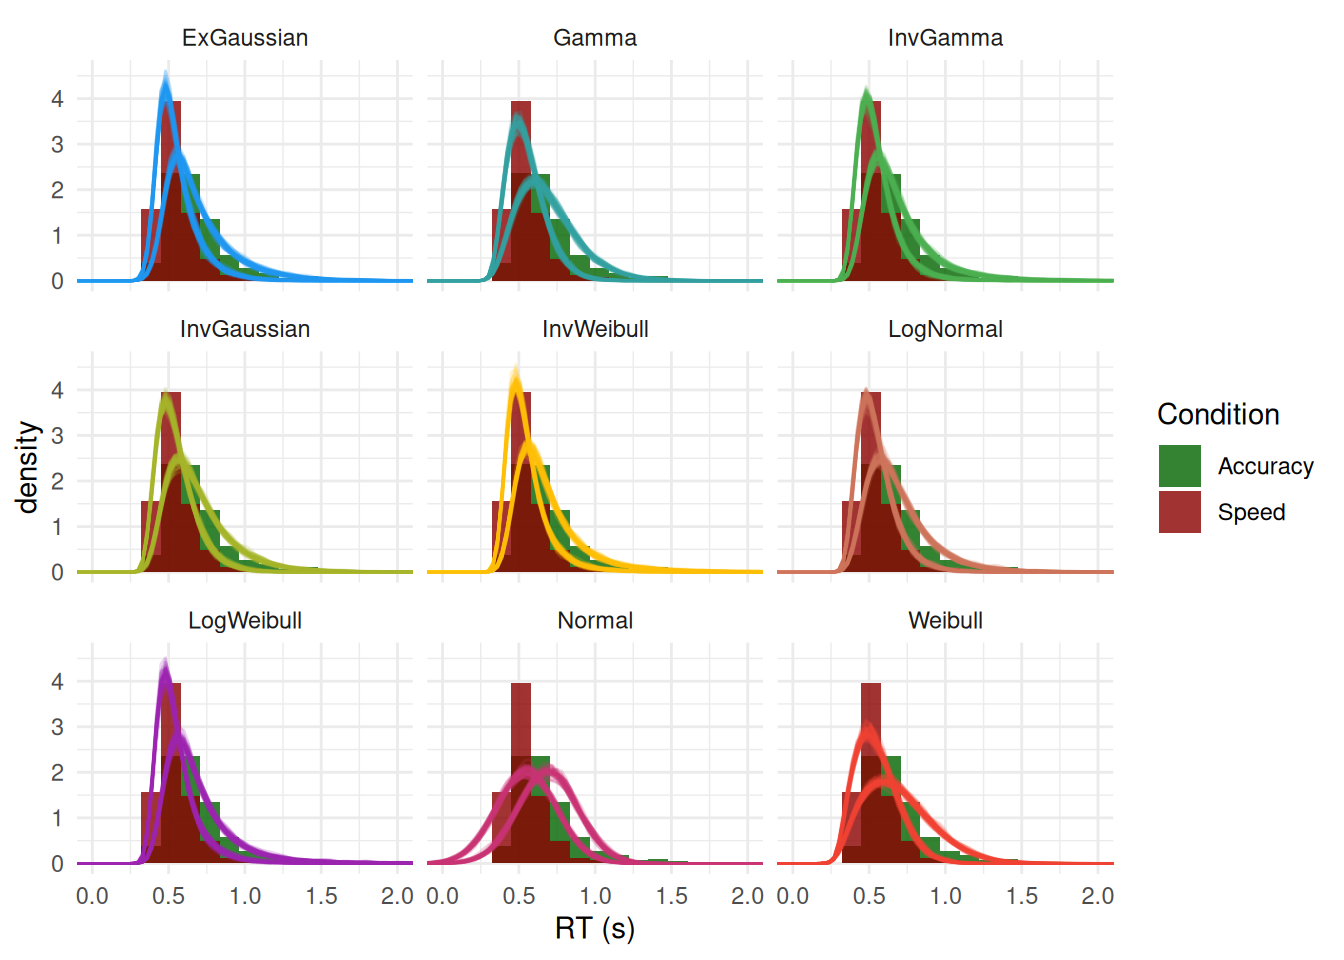 ExGaussian Gamma InvGamma
4
3
2
1
0
InvGaussian InvWeibull LogNormal
4
3
2
1
0
LogWeibull Normal Weibull
4
3
2
1
0
0.0 0.5 1.0 1.5 2.0 0.0 0.5 1.0 1.5 2.0 0.0 0.5 1.0 1.5 2.0
RT (s)
density
Condition
Accuracy
Speed